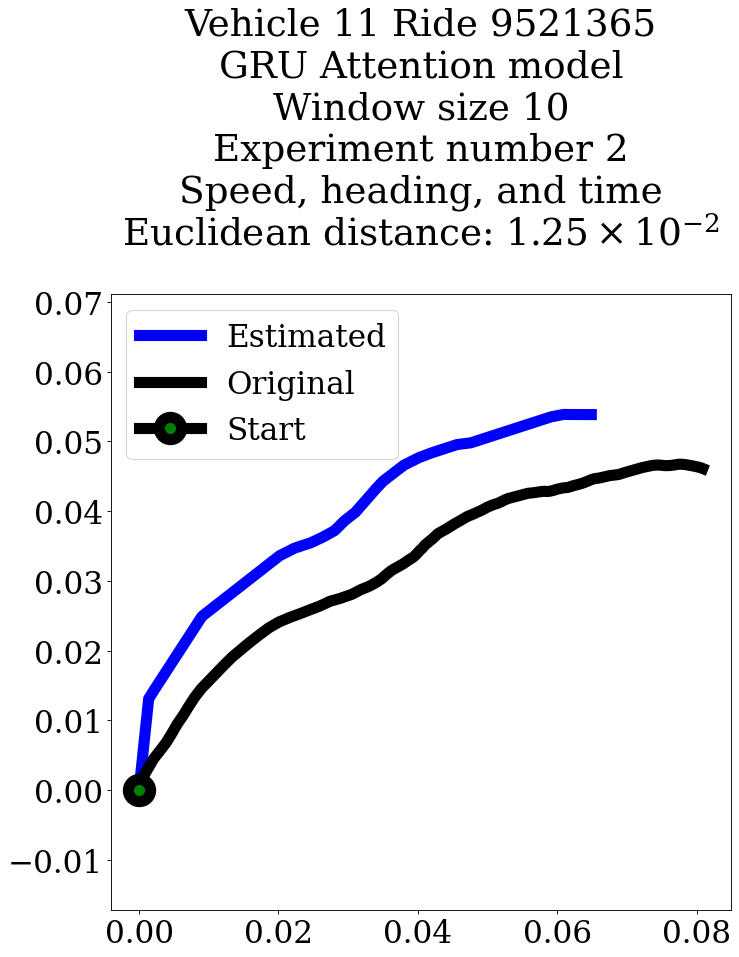 Vehicle 11 Ride 9521365
GRU Attention model
Window size 10
Experiment number 2
Speed, heading, and time
Euclidean distance: 1.25 × 10⁻²
0.07
0.06
0.05
0.04
0.03
0.02
0.01
0.00
−0.01
Estimated
Original
Start
0.00 0.02 0.04 0.06 0.08